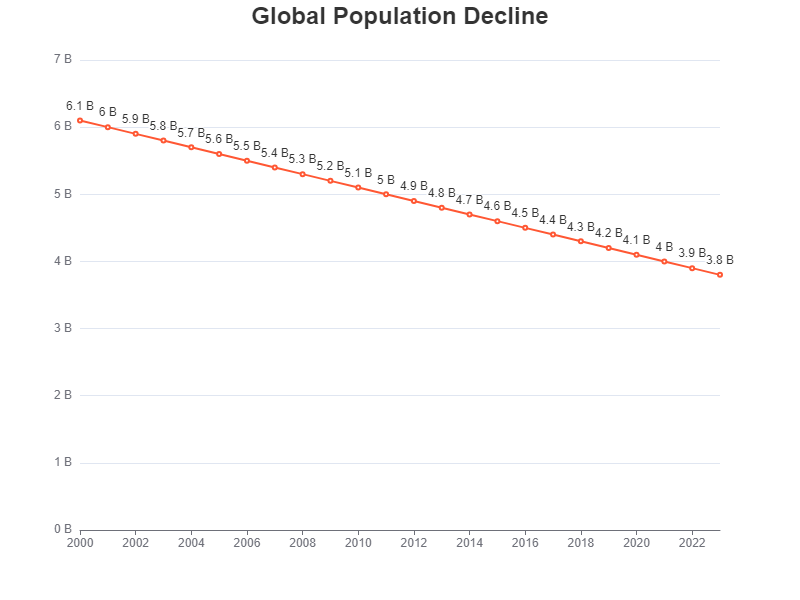 Global Population Decline
7 B
6 B
5 B
4 B
3 B
2 B
1 B
0 B
6.1 B
6 B
5.9 B
5.8 B
5.7 B
5.6 B
5.5 B
5.4 B
5.3 B
5.2 B
5.1 B
5 B
4.9 B
4.8 B
4.7 B
4.6 B
4.5 B
4.4 B
4.3 B
4.2 B
4.1 B
4 B
3.9 B
3.8 B
2000 2002 2004 2006 2008 2010 2012 2014 2016 2018 2020 2022